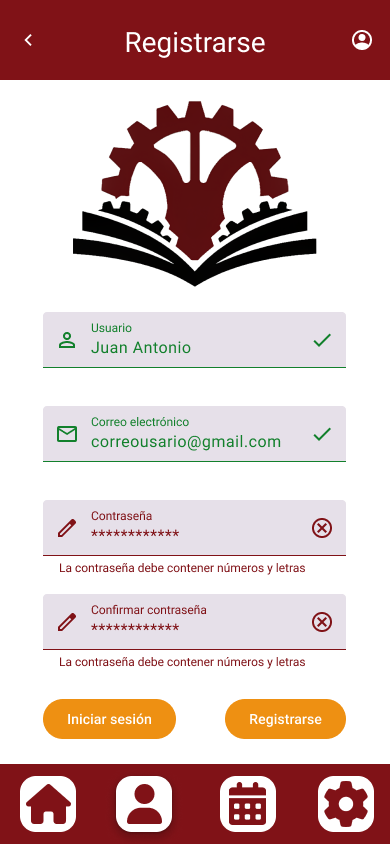 Registrarse
Usuario
Juan Antonio
Correo electrónico
correousario@gmail.com
Contraseña
************
La contraseña debe contener números y letras
Confirmar contraseña
************
La contraseña debe contener números y letras
Iniciar sesión
Registrarse